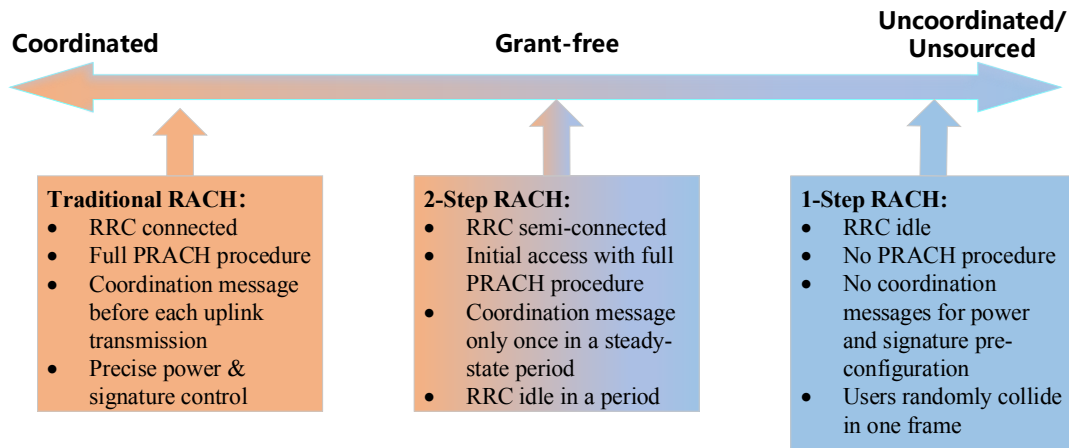 Coordinated
Grant-free
Uncoordinated/
Unsourced
Traditional RACH:
• RRC connected
• Full PRACH procedure
• Coordination message
before each uplink
transmission
• Precise power &
signature control
2-Step RACH:
• RRC semi-connected
• Initial access with full
PRACH procedure
• Coordination message
only once in a steady-
state period
• RRC idle in a period
1-Step RACH:
• RRC idle
• No PRACH procedure
• No coordination
messages for power
and signature pre-
configuration
• Users randomly collide
in one frame